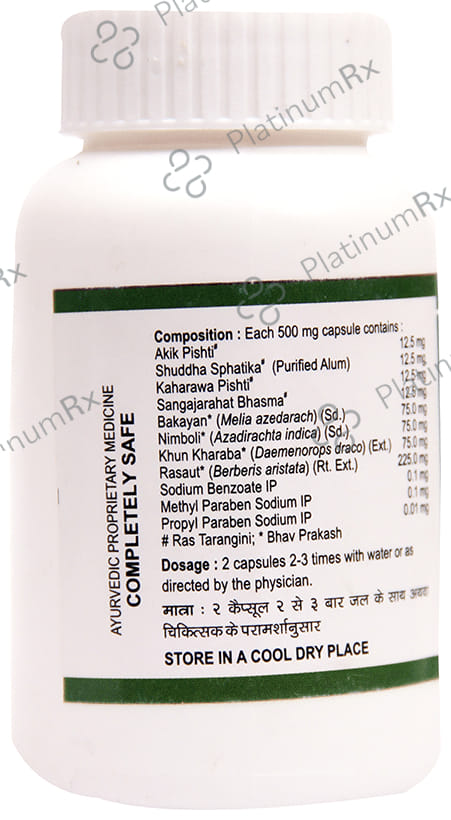 AYURVEDIC PROPRIETARY MEDICINE
COMPLETELY SAFE
Composition : Each 500 mg capsule contains :
Akik Pishti# 12.5 mg
Shuddha Sphatika# (Purified Alum) 12.5 mg
Kaharawa Pishti# 12.5 mg
Sangajarahat Bhasma# 12.5 mg
Bakayan* (Melia azedarach) (Sd.) 75.0 mg
Nimboli* (Azadirachta indica) (Sd.) 75.0 mg
Khun Kharaba* (Daemenorops draco) (Ext.) 75.0 mg
Rasaut* (Berberis aristata) (Rt. Ext.) 225.0 mg
Sodium Benzoate IP 0.1 mg
Methyl Paraben Sodium IP 0.1 mg
Propyl Paraben Sodium IP 0.01 mg
# Ras Tarangini; * Bhav Prakash
Dosage : 2 capsules 2-3 times with water or as
directed by the physician.
मात्रा : २ कैप्सूल २ से ३ बार जल के साथ अथवा
चिकित्सक के परामर्शानुसार
STORE IN A COOL DRY PLACE
PlatinumRx
PlatinumRx
PlatinumRx